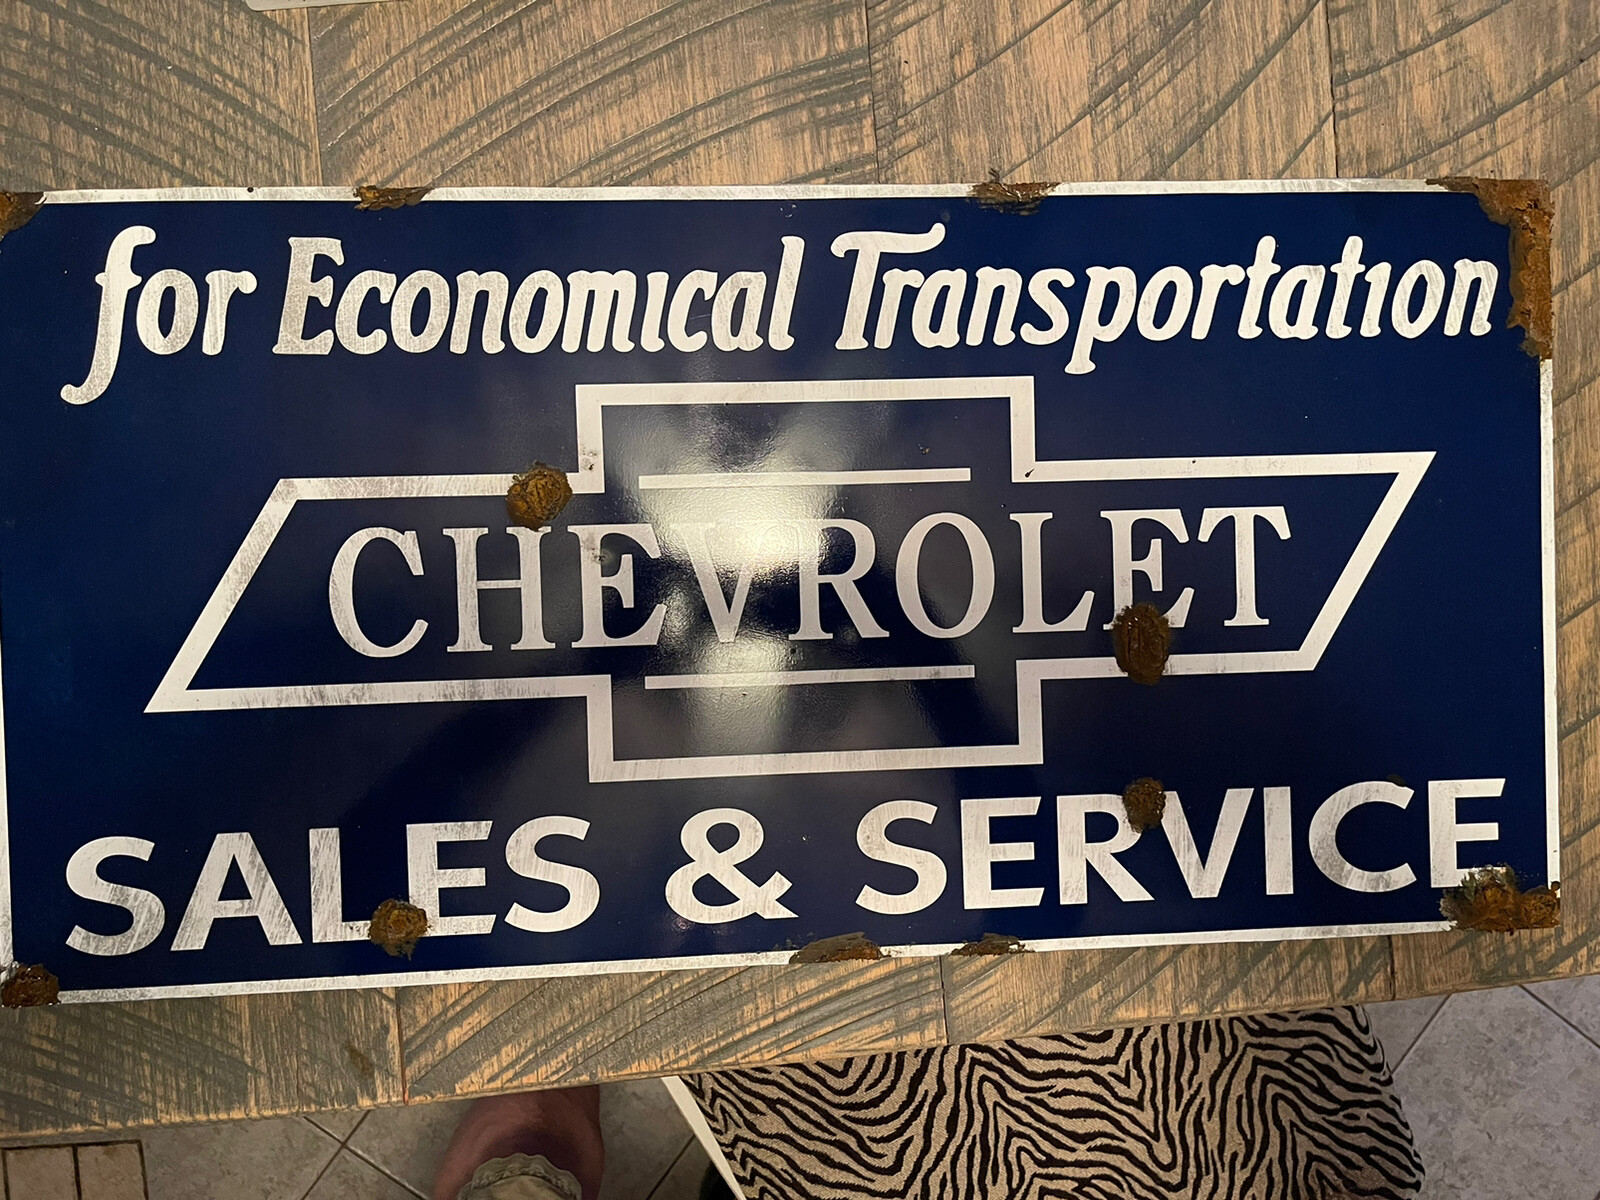 for Economical Transportation
CHEVROLET
SALES & SERVICE